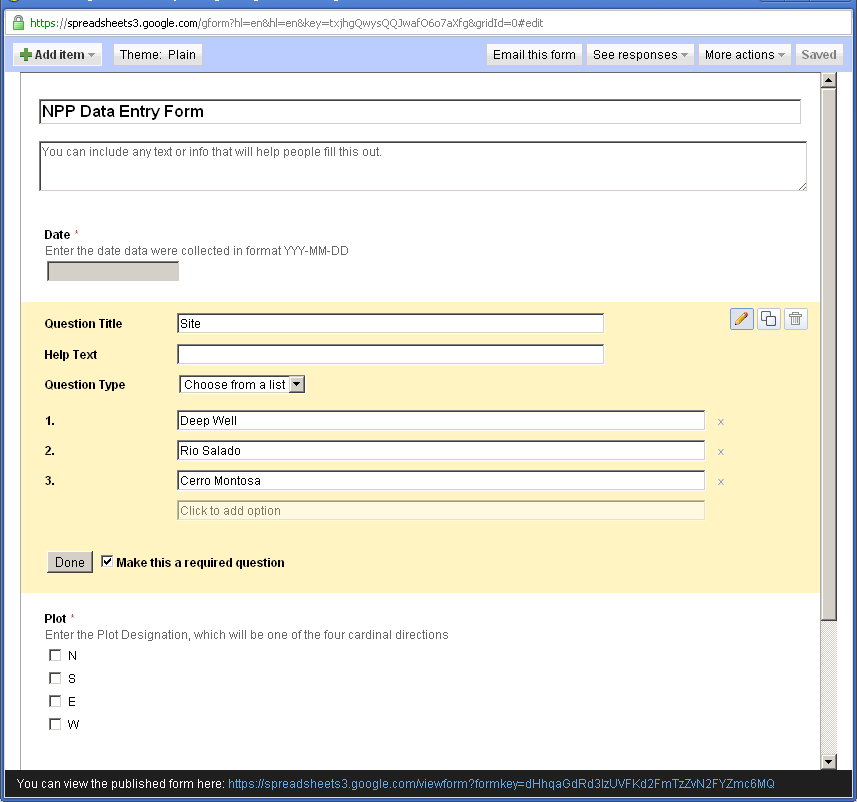 https://spreadsheets3.google.com/gform?hl=en&hl=en&key=txjhgQwysQQJwafO6o7aXfg&gridId=0#edit
Add item Theme: Plain Email this form See responses More actions Saved
NPP Data Entry Form
You can include any text or info that will help people fill this out.
Date *
Enter the date data were collected in format YYY-MM-DD
Question Title Site
Help Text
Question Type Choose from a list
1. Deep Well x
2. Rio Salado x
3. Cerro Montosa x
Click to add option
Done Make this a required question
Plot *
Enter the Plot Designation, which will be one of the four cardinal directions
N
S
E
W
You can view the published form here: https://spreadsheets3.google.com/viewform?formkey=dHhqaGdRd3lzUVFKd2FmTzZvN2FYZmc6MQ